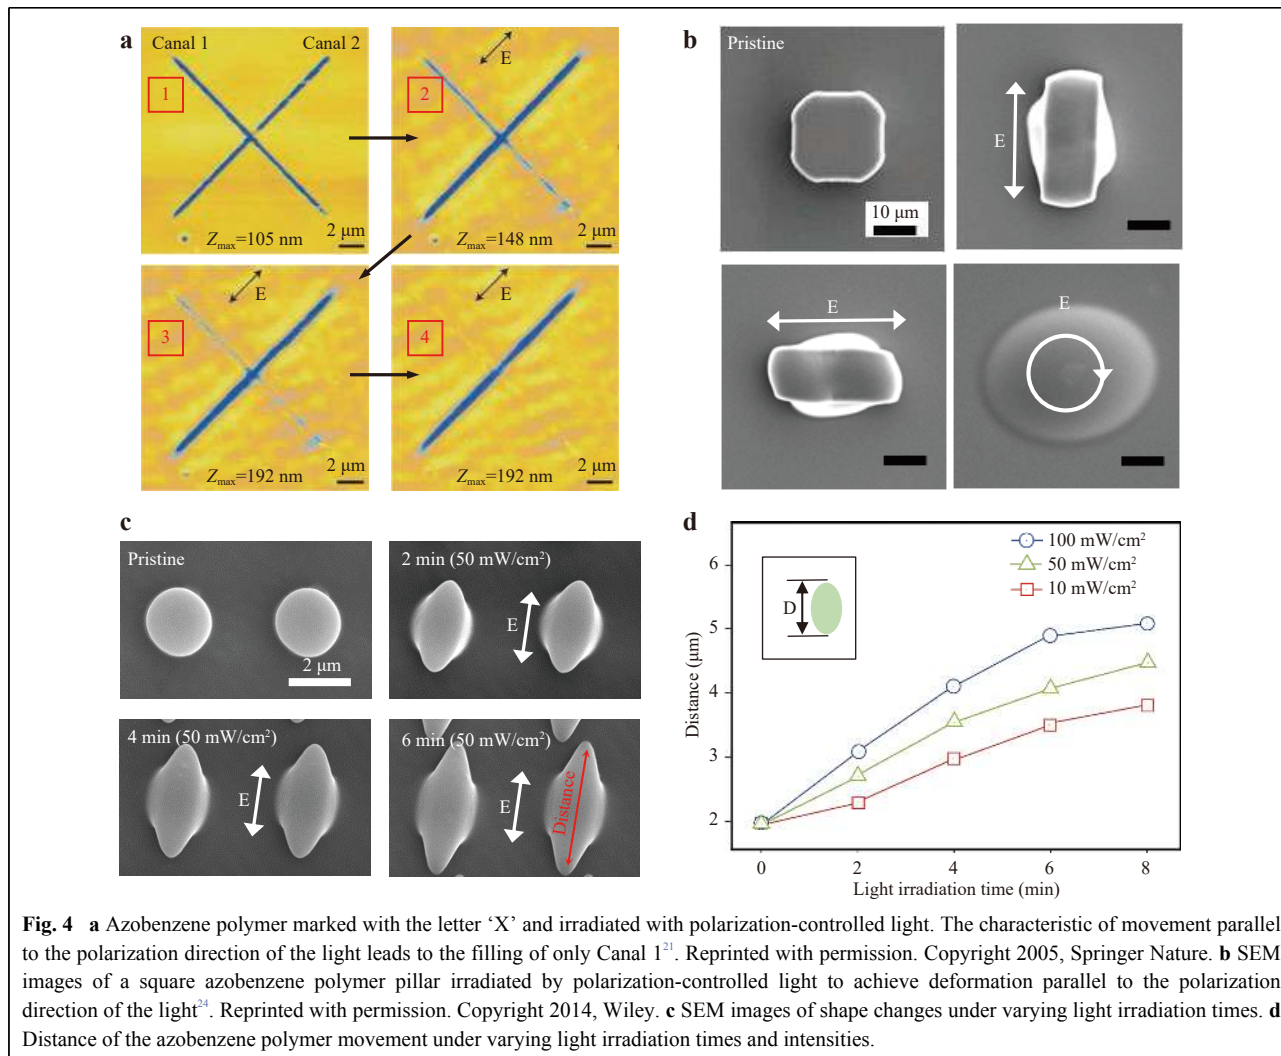 a
Canal 1
Canal 2
1
Zmax=105 nm
2 μm
E
2
Zmax=148 nm
2 μm
E
3
Zmax=192 nm
2 μm
E
4
Zmax=192 nm
2 μm
b
Pristine
10 μm
E
E
E
c
Pristine
2 μm
2 min (50 mW/cm²)
E
4 min (50 mW/cm²)
E
6 min (50 mW/cm²)
E
Distance
d
100 mW/cm²
50 mW/cm²
10 mW/cm²
D
Distance (μm)
6
5
4
3
2
0 2 4 6 8
Light irradiation time (min)
Fig. 4 a Azobenzene polymer marked with the letter ‘X’ and irradiated with polarization-controlled light. The characteristic of movement parallel
to the polarization direction of the light leads to the filling of only Canal 1²¹. Reprinted with permission. Copyright 2005, Springer Nature. b SEM
images of a square azobenzene polymer pillar irradiated by polarization-controlled light to achieve deformation parallel to the polarization
direction of the light²⁴. Reprinted with permission. Copyright 2014, Wiley. c SEM images of shape changes under varying light irradiation times. d
Distance of the azobenzene polymer movement under varying light irradiation times and intensities.